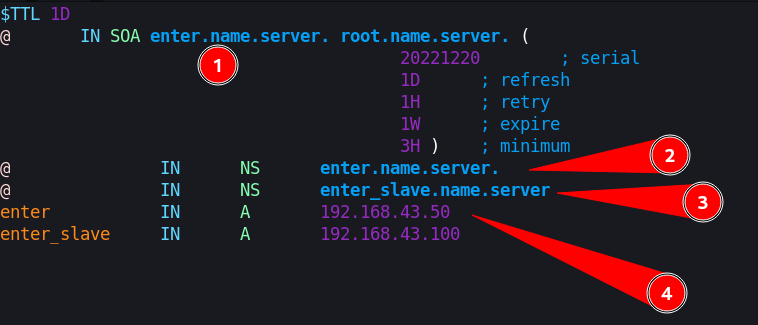 $TTL 1D
@ IN SOA enter.name.server. root.name.server. (
1
20221220 ; serial
1D ; refresh
1H ; retry
1W ; expire
3H ) ; minimum
2
@ IN NS enter.name.server.
@ IN NS enter_slave.name.server
3
enter IN A 192.168.43.50
enter_slave IN A 192.168.43.100
4